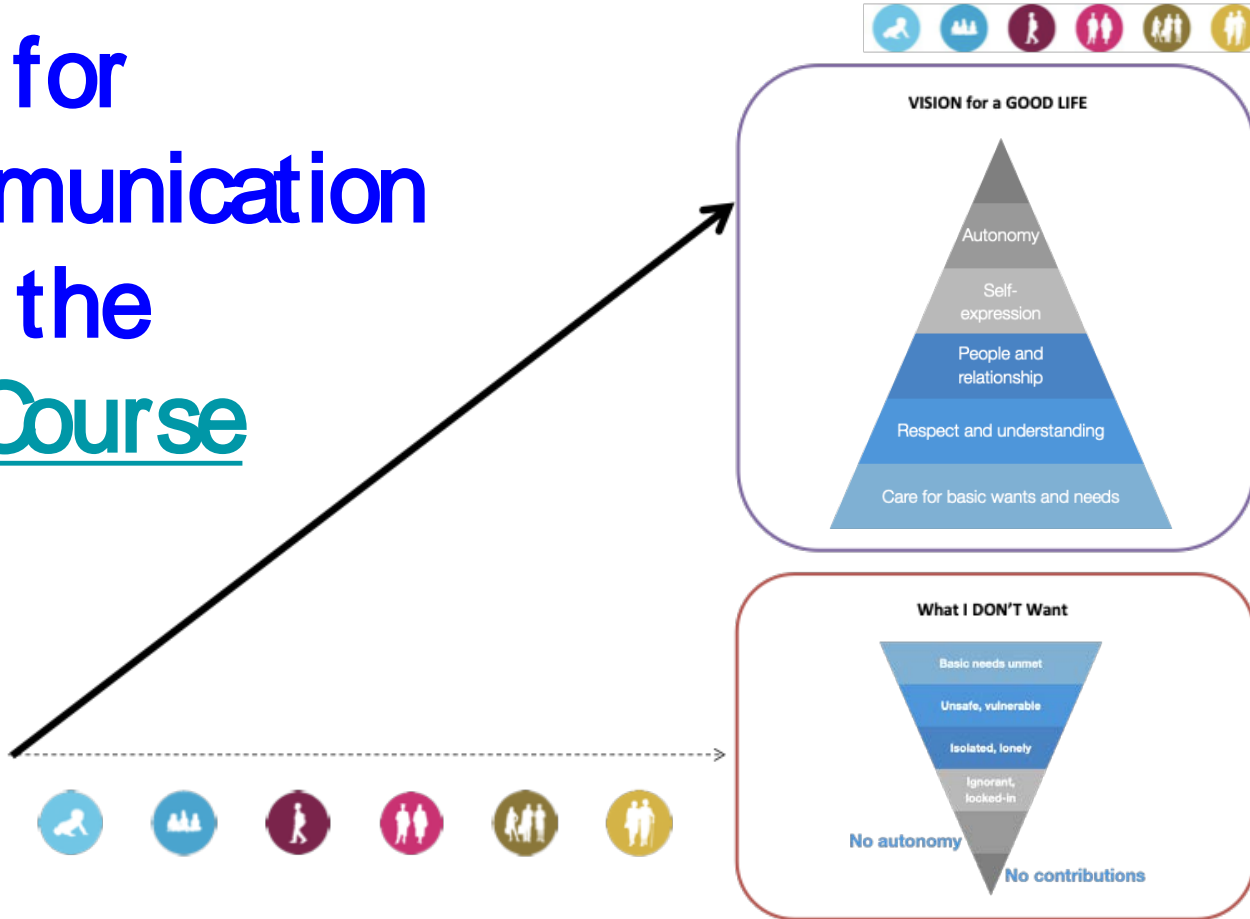 for
munication
the
Course
VISION for a GOOD LIFE
Autonomy
Self-
expression
People and
relationship
Respect and understanding
Care for basic wants and needs
What I DON'T Want
Basic needs unmet
Unsafe, vulnerable
Isolated, lonely
Ignorant,
locked-in
No autonomy
No contributions